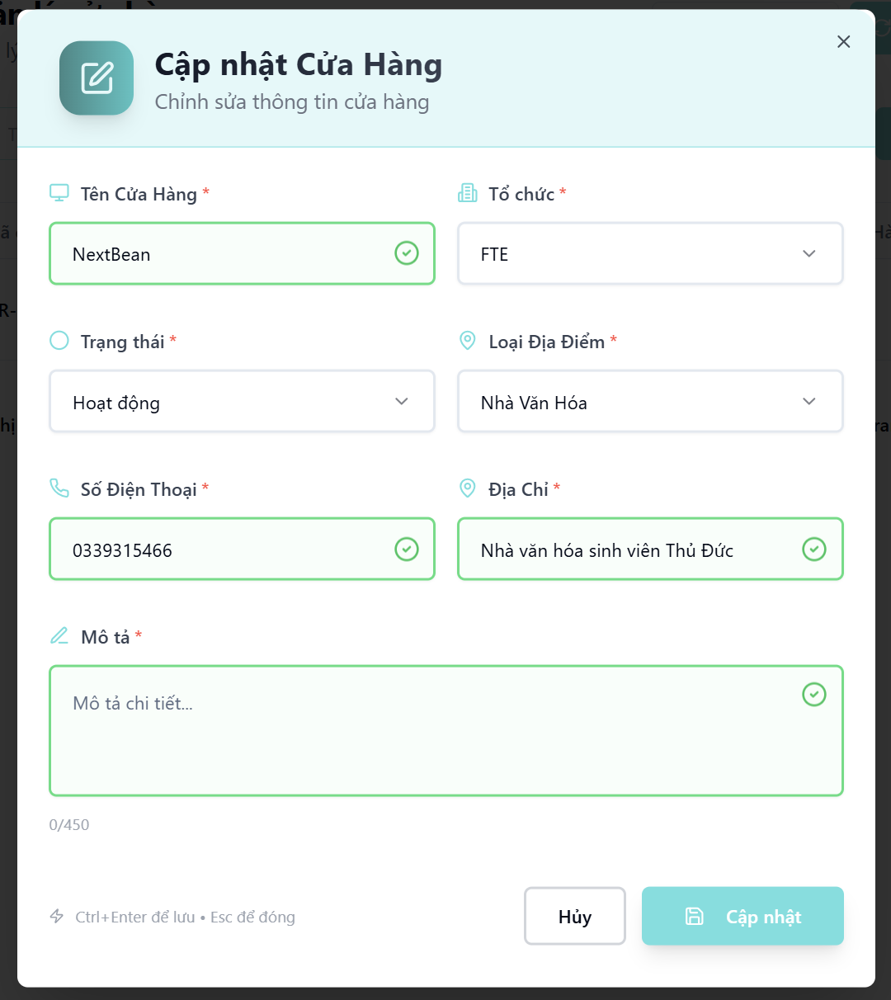 Cập nhật Cửa Hàng
Chỉnh sửa thông tin cửa hàng
Tên Cửa Hàng *
Tổ chức *
NextBean
FTE
Trạng thái *
Loại Địa Điểm *
Hoạt động
Nhà Văn Hóa
Số Điện Thoại *
Địa Chỉ *
0339315466
Nhà văn hóa sinh viên Thủ Đức
Mô tả *
Mô tả chi tiết...
0/450
Ctrl+Enter để lưu • Esc để đóng
Hủy
Cập nhật